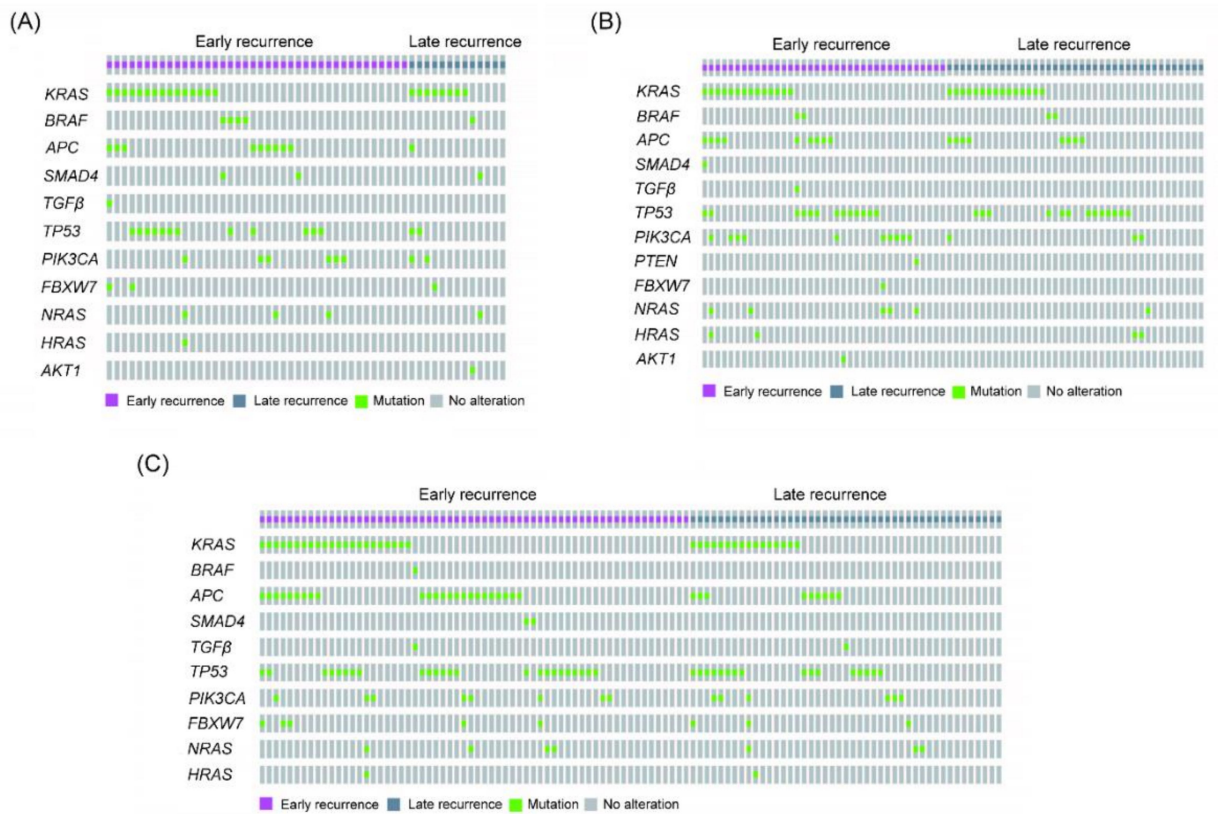 (A)
Early recurrence Late recurrence
KRAS
BRAF
APC
SMAD4
TGFβ
TP53
PIK3CA
FBXW7
NRAS
HRAS
AKT1
Early recurrence Late recurrence Mutation No alteration
(B)
Early recurrence Late recurrence
KRAS
BRAF
APC
SMAD4
TGFβ
TP53
PIK3CA
PTEN
FBXW7
NRAS
HRAS
AKT1
Early recurrence Late recurrence Mutation No alteration
(C)
Early recurrence Late recurrence
KRAS
BRAF
APC
SMAD4
TGFβ
TP53
PIK3CA
FBXW7
NRAS
HRAS
Early recurrence Late recurrence Mutation No alteration